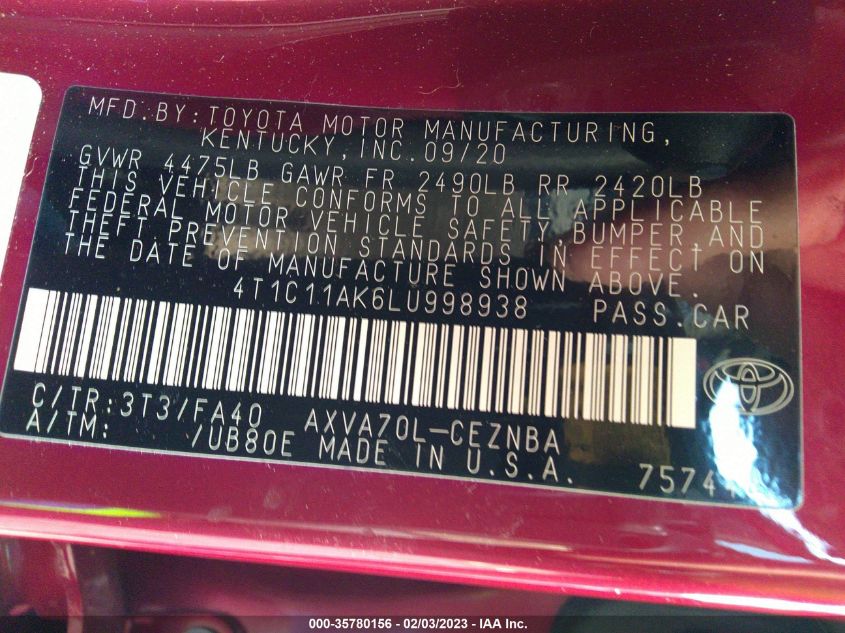 MFD.BY:TOYOTA MOTOR MANUFACTURING,
KENTUCKY,INC.09/20
GVWR 4475LB GAWR FR 2490LB RR 2420LB
THIS VEHICLE CONFORMS TO ALL APPLICABLE
FEDERAL MOTOR VEHICLE SAFETY,BUMPER,AND
THEFT PREVENTION STANDARDS IN EFFECT ON
THE DATE OF MANUFACTURE SHOWN ABOVE.
4T1C11AK6LU998938 PASS.CAR
C/TR:3T3/FA40 AXVA70L-CEZNBA
A/TM: /UB80E MADE IN U.S.A.
000-35780156 - 02/03/2023 - IAA Inc.